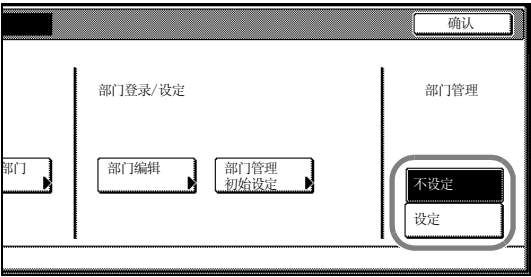 确认
部门登录/设定
部门管理
部门
部门编辑
部门管理
初始设定
不设定
设定